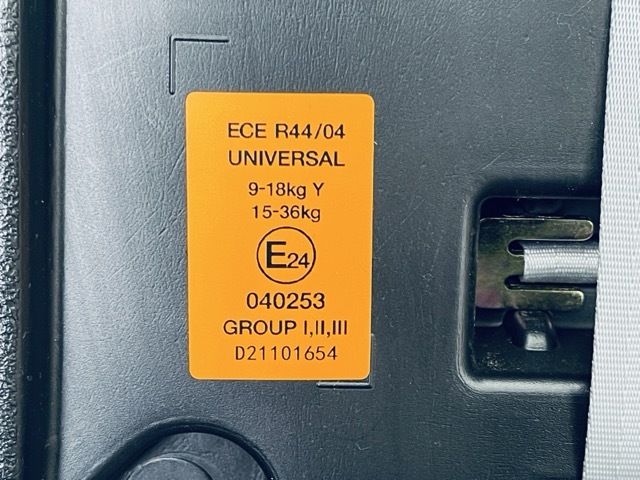 ECE R44/04
UNIVERSAL
9-18kg Y
15-36kg
E24
040253
GROUP I,II,III
D21101654